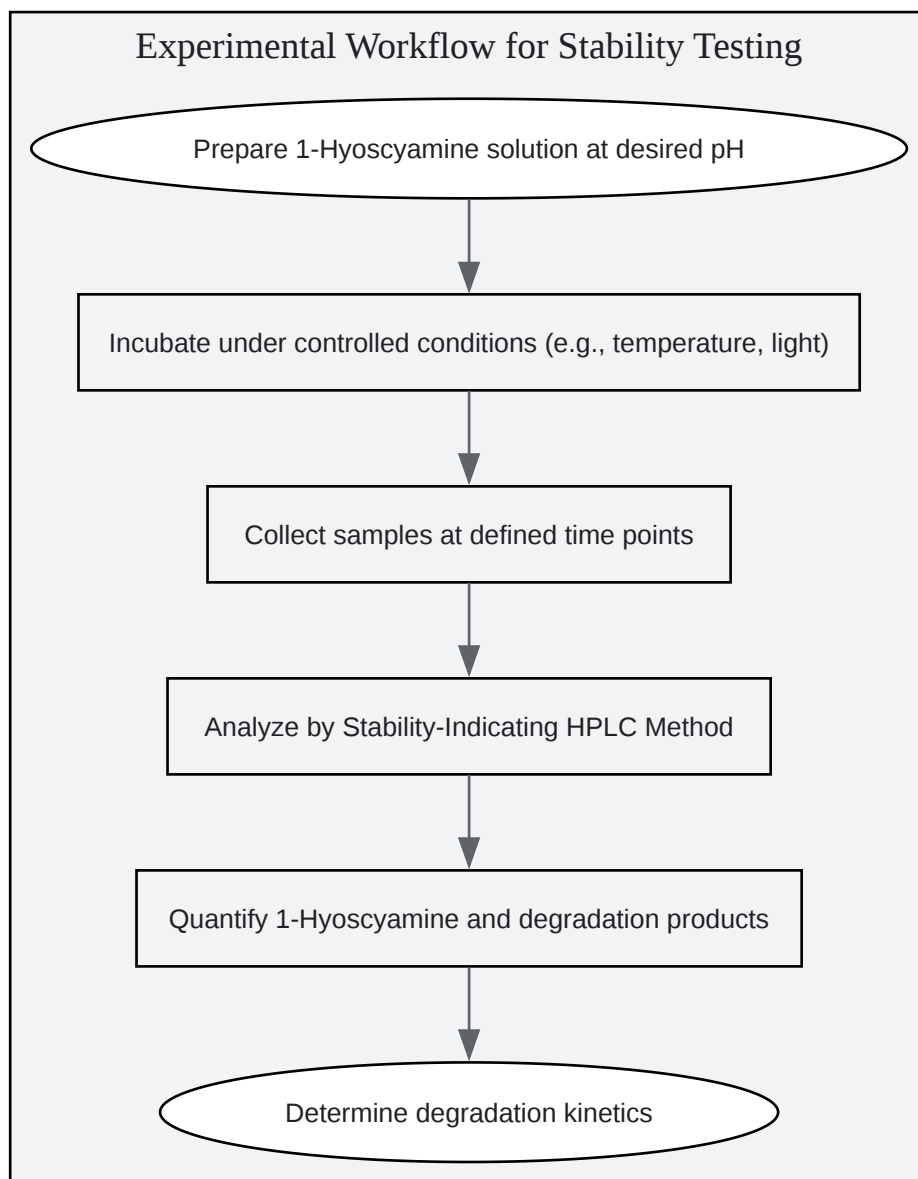 Experimental Workflow for Stability Testing
Prepare 1-Hyoscyamine solution at desired pH
Incubate under controlled conditions (e.g., temperature, light)
Collect samples at defined time points
Analyze by Stability-Indicating HPLC Method
Quantify 1-Hyoscyamine and degradation products
Determine degradation kinetics